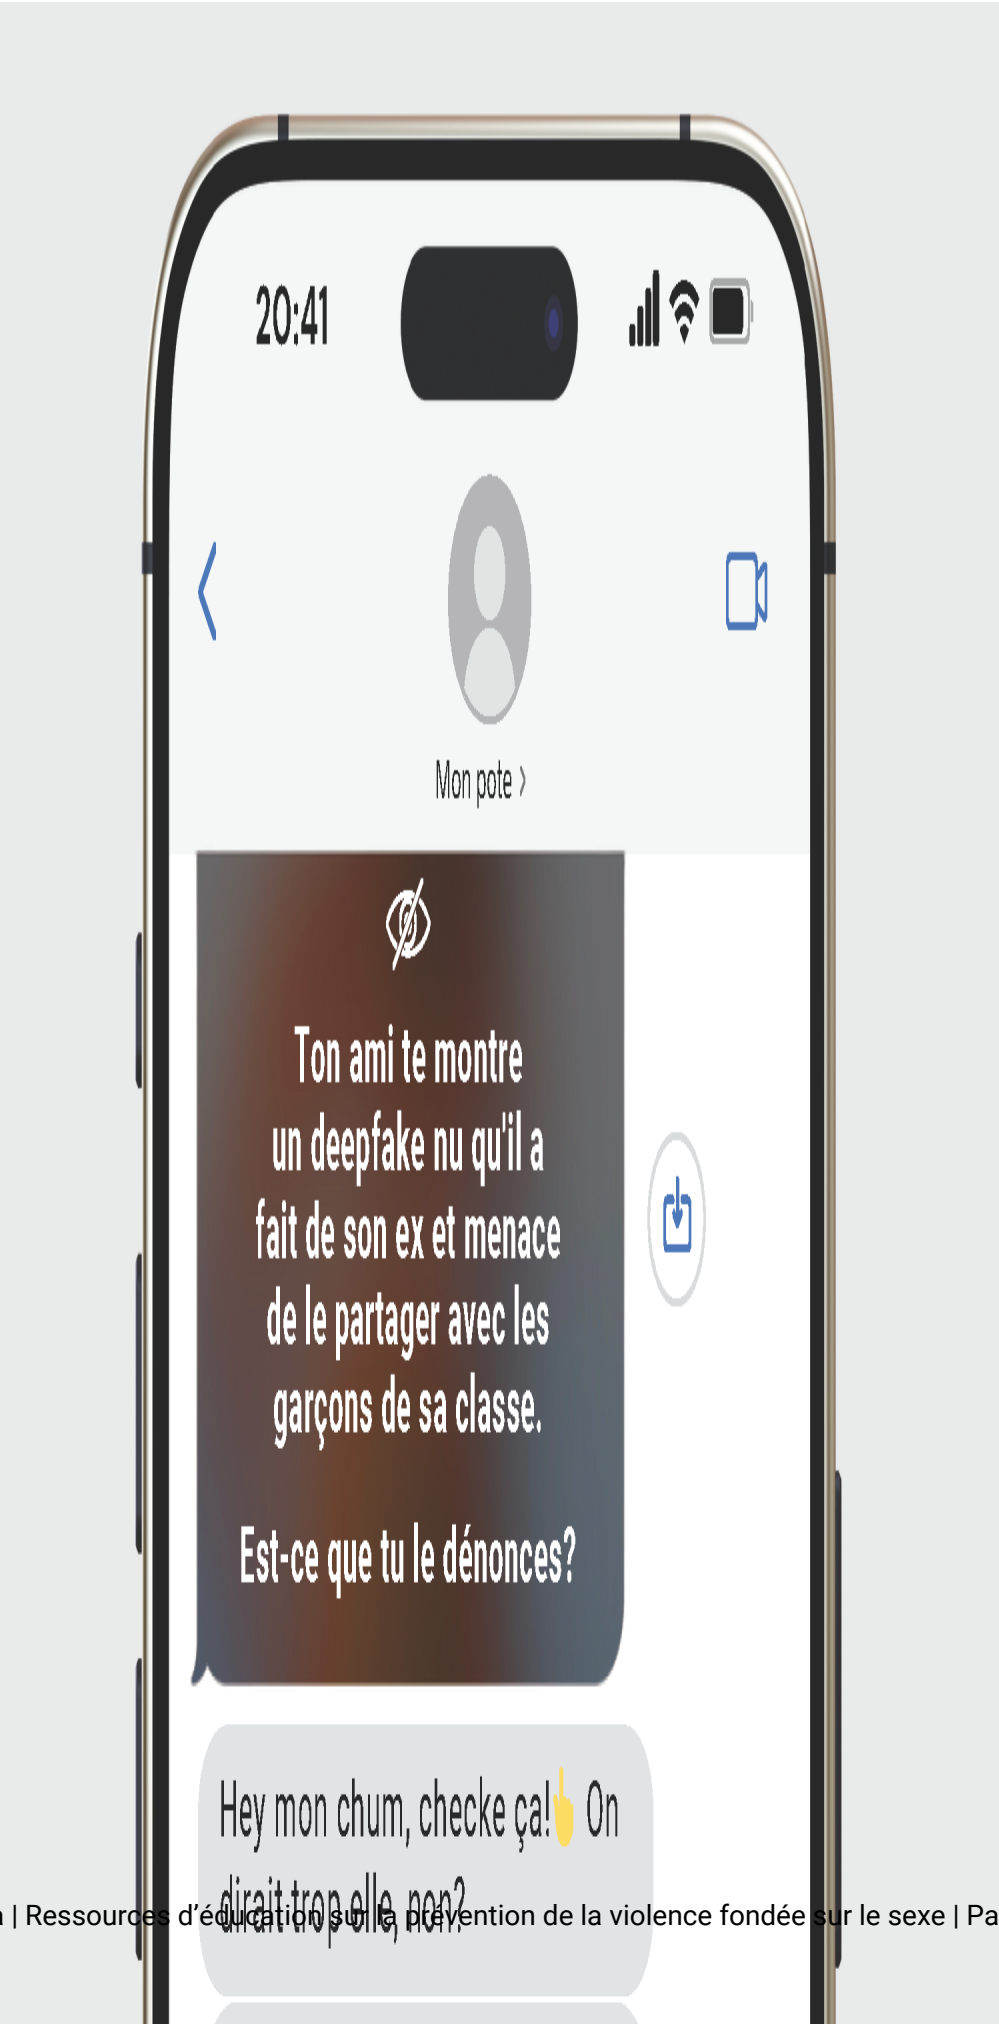 20:41
Mon pote >
Ton ami te montre
un deepfake nu qu'il a
fait de son ex et menace
de le partager avec les
garçons de sa classe.
Est-ce que tu le dénonces?
Hey mon chum, checke ça!👆 On
dirait trop elle, non?
| Ressources d'éducation sur la prévention de la violence fondée sur le sexe | Pa